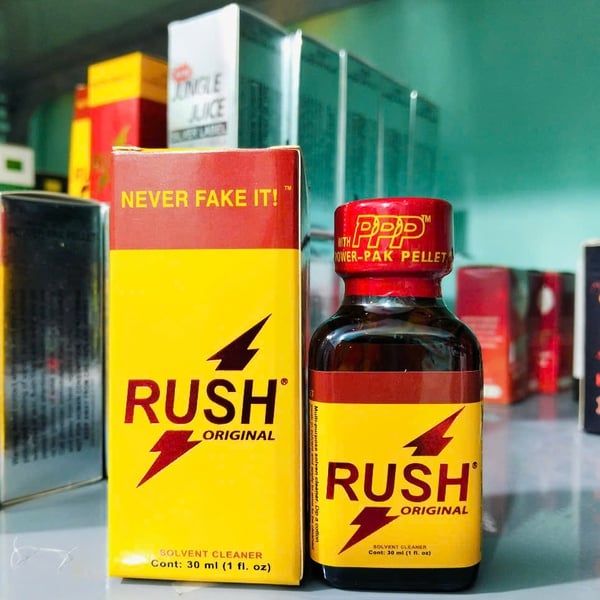 JUNGLE
JUICE
NEVER FAKE IT!™
RUSH®
ORIGINAL
SOLVENT CLEANER
Cont: 30 ml (1 fl. oz)
PPP™
WITH
POWER-PAK PELLET
RUSH®
ORIGINAL
SOLVENT CLEANER
Cont: 30 ml (1 fl. oz)